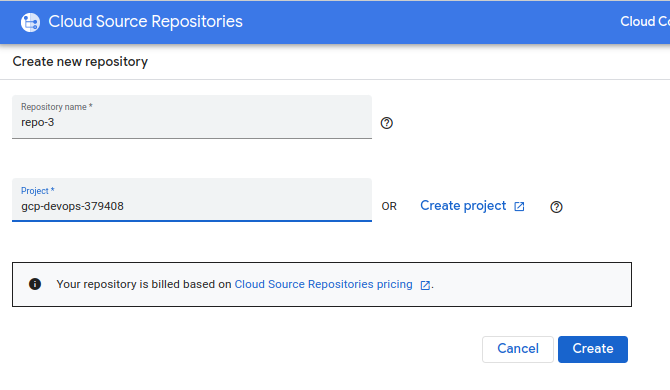 Cloud Source Repositories
Cloud Co
Create new repository
Repository name *
repo-3
Project *
gcp-devops-379408
OR
Create project
Your repository is billed based on Cloud Source Repositories pricing .
Cancel
Create